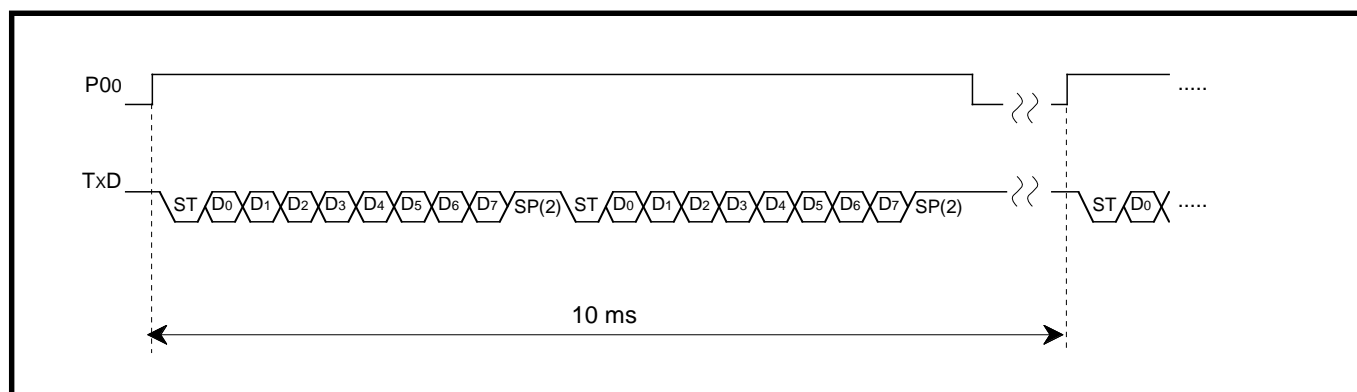 P00 .....
TxD ST D0 D1 D2 D3 D4 D5 D6 D7 SP(2) ST D0 D1 D2 D3 D4 D5 D6 D7 SP(2) ST D0 .....
10 ms